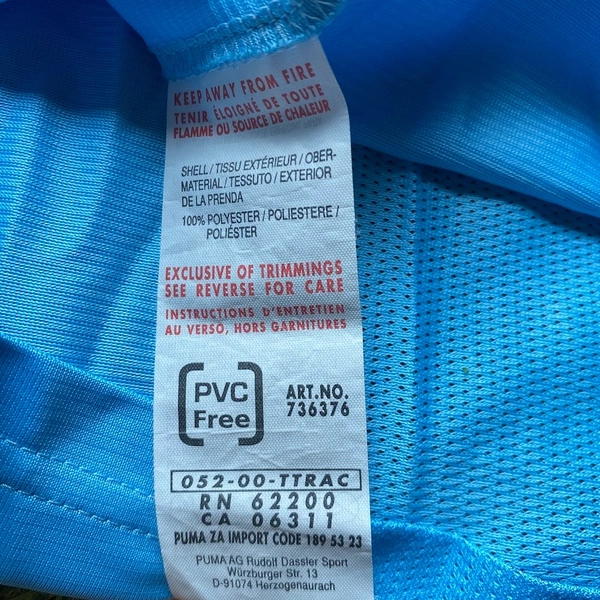 KEEP AWAY FROM FIRE
TENIR ÉLOIGNÉ DE TOUTE
FLAMME OU SOURCE DE CHALEUR
SHELL / TISSU EXTÉRIEUR / OBER-
MATERIAL / TESSUTO / EXTERIOR
DE LA PRENDA
100% POLYESTER / POLIESTERE /
POLIÉSTER
EXCLUSIVE OF TRIMMINGS
SEE REVERSE FOR CARE
INSTRUCTIONS D'ENTRETIEN
AU VERSO, HORS GARNITURES
PVC
Free
ART.NO.
736376
052-00-TTRAC
RN 62200
CA 06311
PUMA ZA IMPORT CODE 189 53 23
PUMA AG Rudolf Dassler Sport
Würzburger Str. 13
D-91074 Herzogenaurach